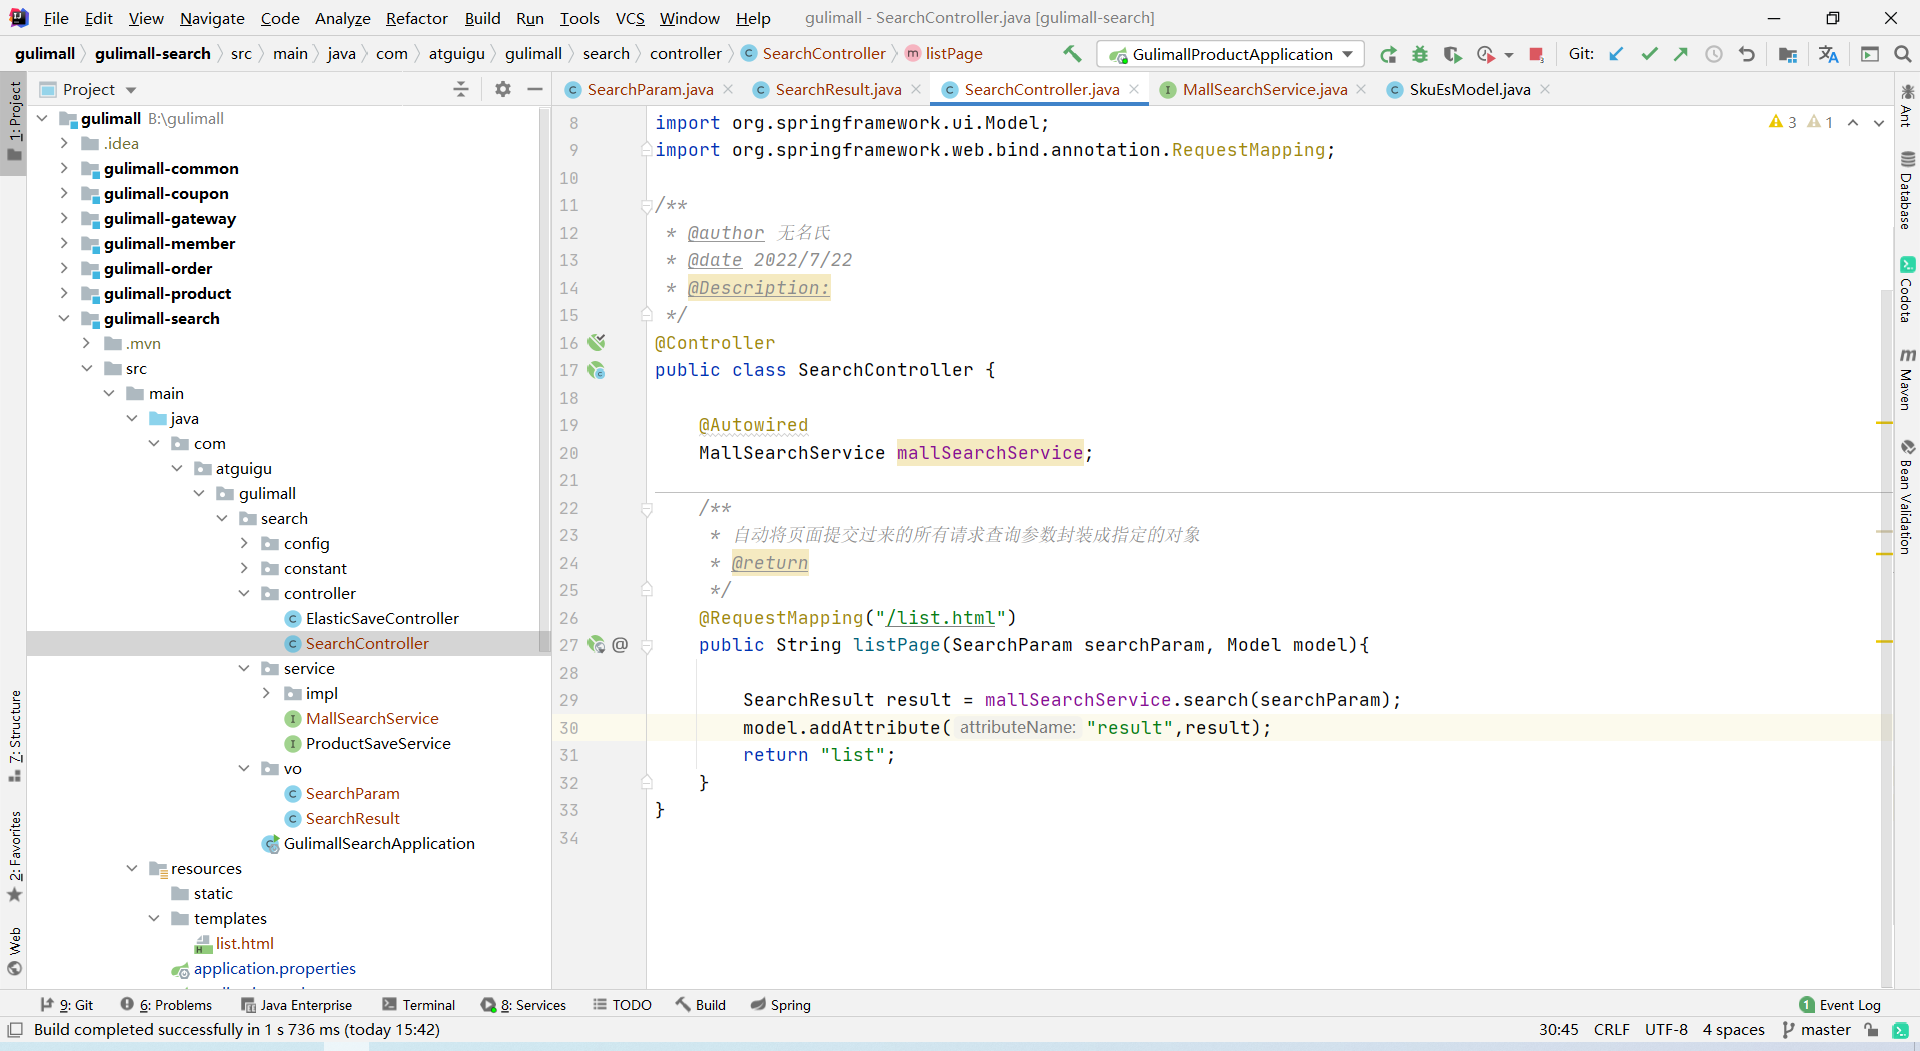 File Edit View Navigate Code Analyze Refactor Build Run Tools VCS Window Help gulimall - SearchController.java [gulimall-search]
gulimall gulimall-search src main java com atguigu gulimall search controller SearchController listPage GulimallProductApplication Git:
Project
SearchParam.java SearchResult.java SearchController.java MallSearchService.java SkuEsModel.java
1: Project
7: Structure
2: Favorites
Web
gulimall B:\gulimall
.idea
gulimall-common
gulimall-coupon
gulimall-gateway
gulimall-member
gulimall-order
gulimall-product
gulimall-search
.mvn
src
main
java
com
atguigu
gulimall
search
config
constant
controller
ElasticSaveController
SearchController
service
impl
MallSearchService
ProductSaveService
vo
SearchParam
SearchResult
GulimallSearchApplication
resources
static
templates
list.html
application.properties
3 1
8 import org.springframework.ui.Model;
9 import org.springframework.web.bind.annotation.RequestMapping;
10
11 /**
12 * @author 无名氏
13 * @date 2022/7/22
14 * @Description:
15 */
16 @Controller
17 public class SearchController {
18
19 @Autowired
20 MallSearchService mallSearchService;
21
22 /**
23 * 自动将页面提交过来的所有请求查询参数封装成指定的对象
24 * @return
25 */
26 @RequestMapping("/list.html")
27 @ public String listPage(SearchParam searchParam, Model model){
28
29 SearchResult result = mallSearchService.search(searchParam);
30 model.addAttribute( attributeName: "result",result);
31 return "list";
32 }
33 }
34
Ant
Database
Codota
Maven
Bean Validation
9: Git 6: Problems Java Enterprise Terminal 8: Services TODO Build Spring 1 Event Log
Build completed successfully in 1 s 736 ms (today 15:42) 30:45 CRLF UTF-8 4 spaces master